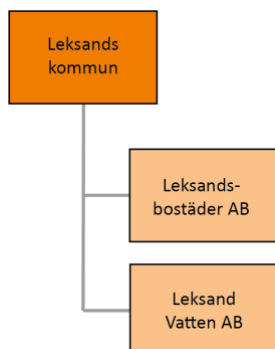 Leksands
kommun
Leksands-
bostäder AB
Leksand
Vatten AB